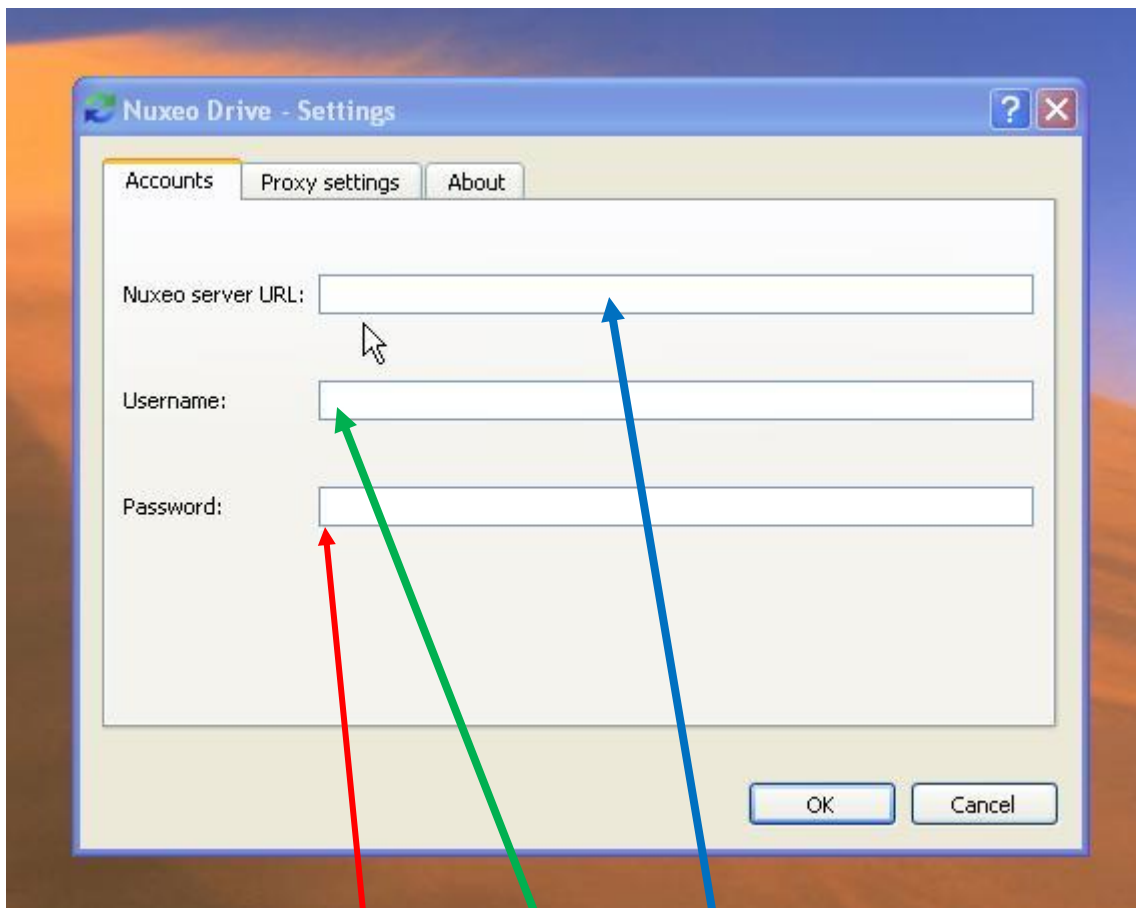 Nuxeo Drive - Settings
Accounts Proxy settings About
Nuxeo server URL:
Username:
Password:
OK Cancel